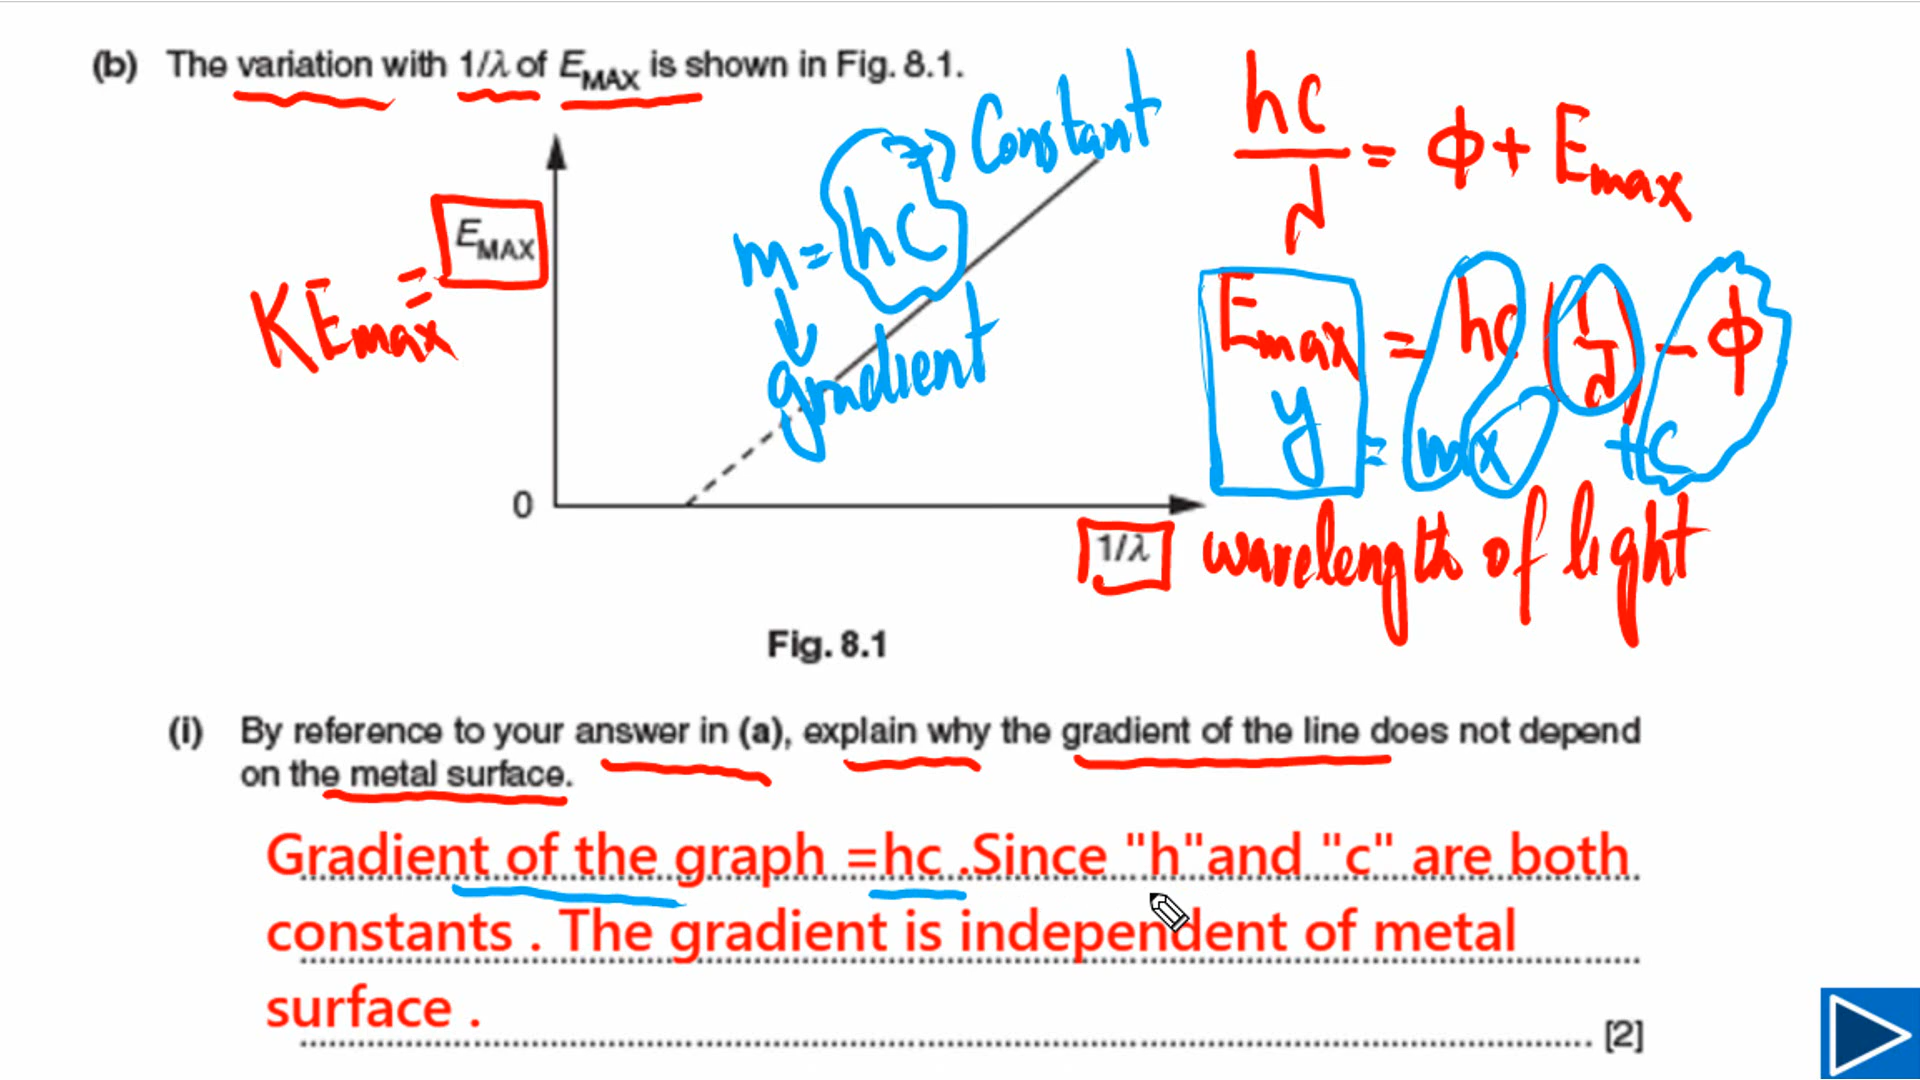 (b) The variation with 1/λ of EMAX is shown in Fig. 8.1.
Constant
hc/λ = ϕ + Emax
EMAX
m = hc
KEmax =
Emax = hc (1/λ) - ϕ
gradient
y = mx + c
0
1/λ
wavelength of light
Fig. 8.1
(i) By reference to your answer in (a), explain why the gradient of the line does not depend
on the metal surface.
Gradient of the graph =hc .Since "h"and "c" are both
constants . The gradient is independent of metal
surface .
[2]